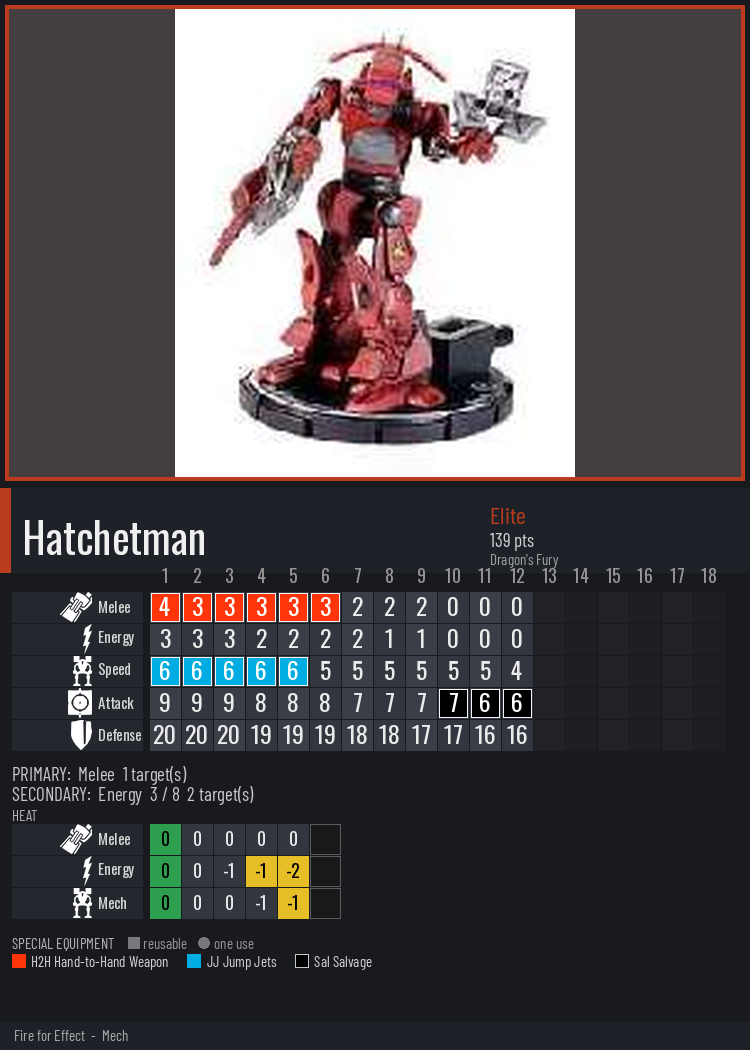 Hatchetman
Elite
139 pts
Dragon's Fury
1 2 3 4 5 6 7 8 9 10 11 12 13 14 15 16 17 18
Melee 4 3 3 3 3 3 2 2 2 0 0 0
Energy 3 3 3 2 2 2 2 1 1 0 0 0
Speed 6 6 6 6 6 5 5 5 5 5 5 4
Attack 9 9 9 8 8 8 7 7 7 7 6 6
Defense 20 20 20 19 19 19 18 18 17 17 16 16
PRIMARY: Melee 1 target(s)
SECONDARY: Energy 3 / 8 2 target(s)
HEAT
Melee 0 0 0 0 0
Energy 0 0 -1 -1 -2
Mech 0 0 0 -1 -1
SPECIAL EQUIPMENT reusable one use
H2H Hand-to-Hand Weapon JJ Jump Jets Sal Salvage
Fire for Effect - Mech